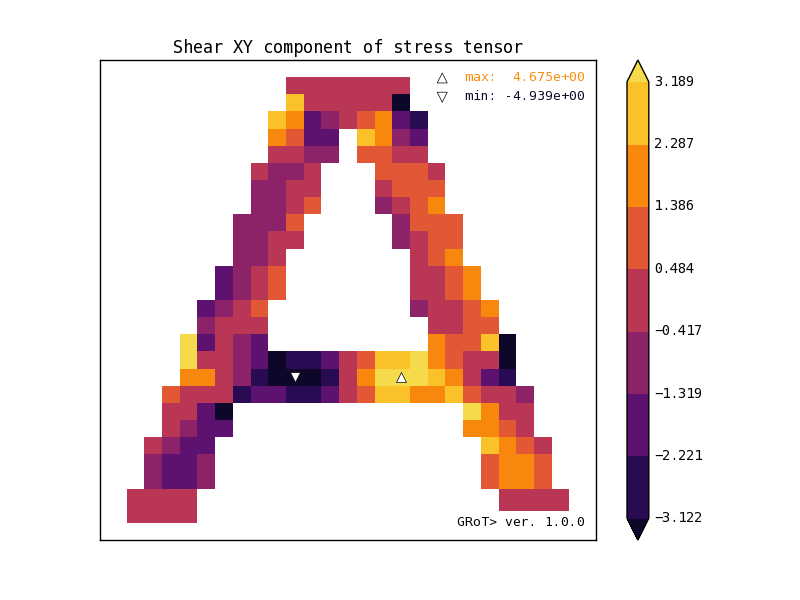 Shear XY component of stress tensor
△ max: 4.675e+00
▽ min: -4.939e+00
3.189
2.287
1.386
0.484
−0.417
−1.319
−2.221
−3.122
GRoT> ver. 1.0.0